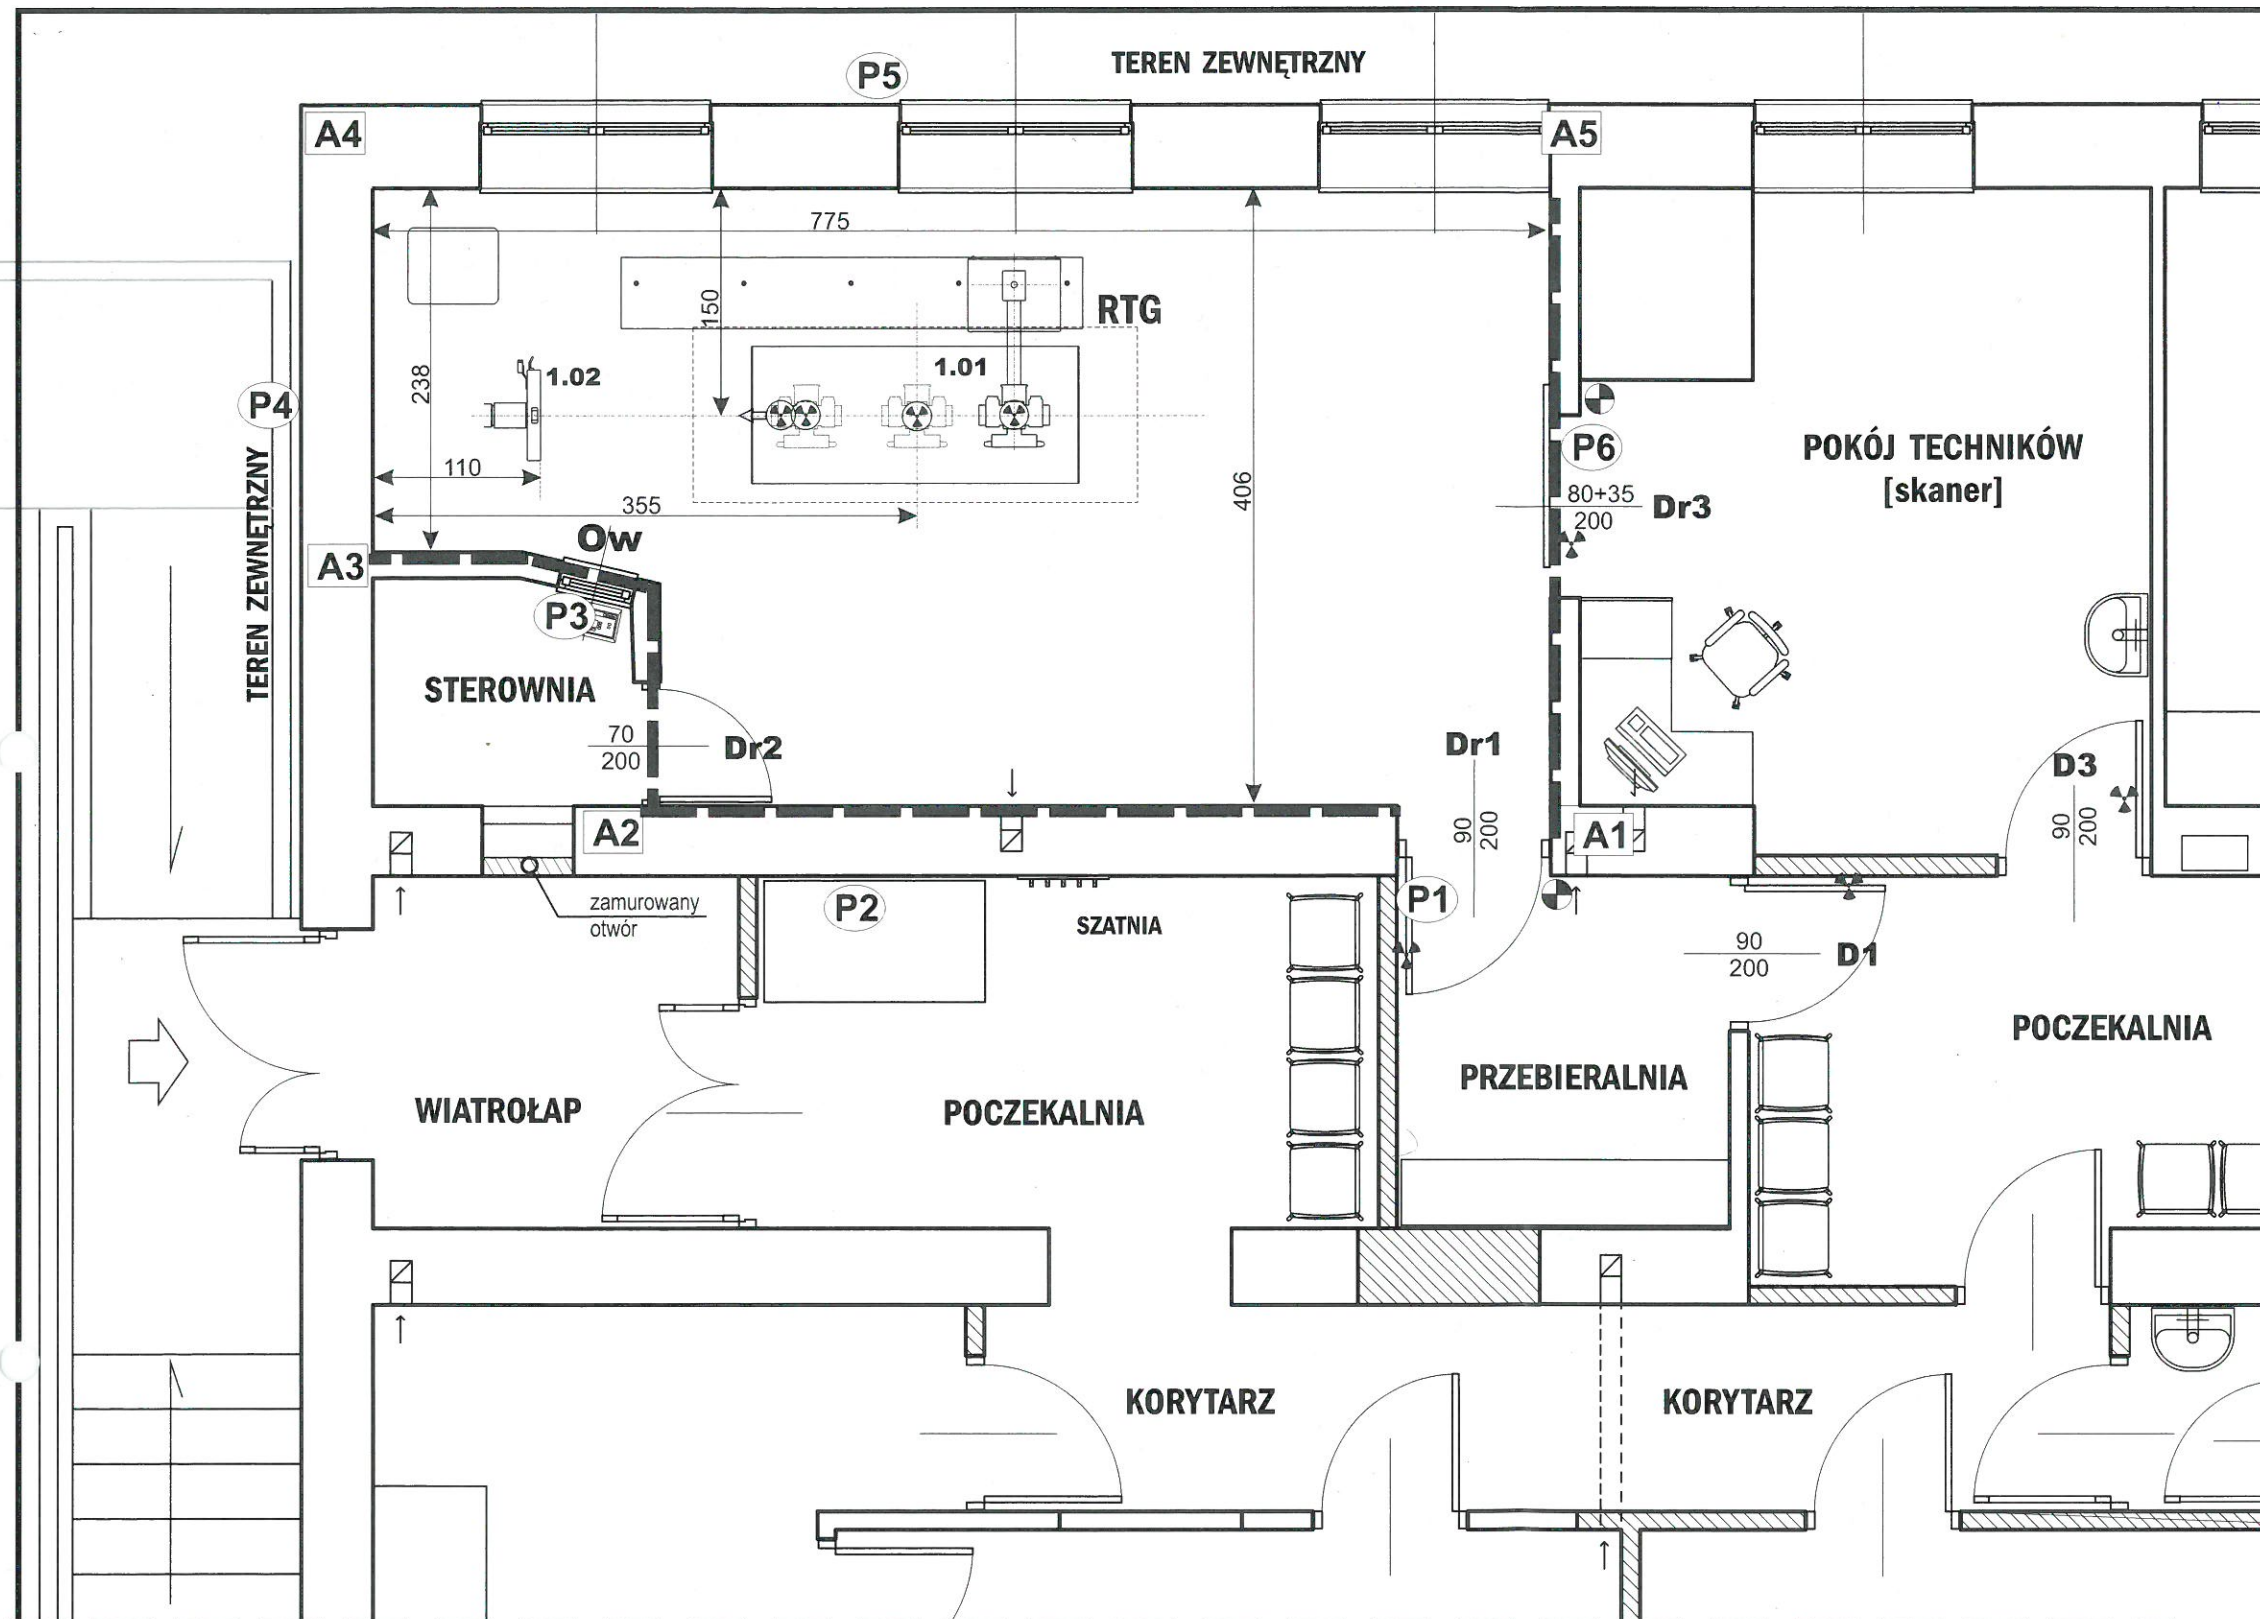 TEREN ZEWNĘTRZNY
P5
A4
A5
775
150
RTG
238
1.02
1.01
P4
P6
POKÓJ TECHNIKÓW
[skaner]
110
406
80+35
200
Dr3
355
TEREN ZEWNĘTRZNY
Ow
A3
P3
STEROWNIA
70
200
Dr2
Dr1
90
200
D3
90
200
A2
A1
zamurowany
otwór
P2
SZATNIA
P1
90
200
D1
POCZEKALNIA
PRZEBIERALNIA
WIATROŁAP
POCZEKALNIA
KORYTARZ
KORYTARZ